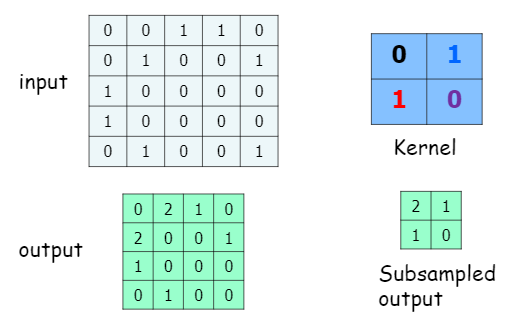 input
0 0 1 1 0
0 1 0 0 1
1 0 0 0 0
1 0 0 0 0
0 1 0 0 1
0 1
1 0
Kernel
output
0 2 1 0
2 0 0 1
1 0 0 0
0 1 0 0
2 1
1 0
Subsampled
output